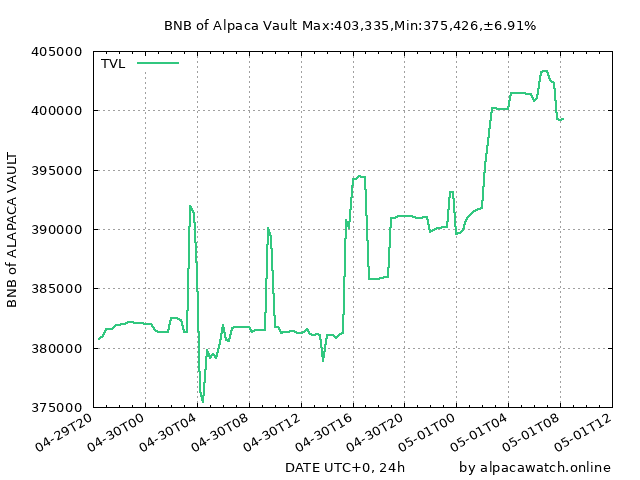 BNB of Alpaca Vault Max:403,335,Min:375,426,±6.91%
TVL
BNB of ALAPACA VAULT
405000
400000
395000
390000
385000
380000
375000
04-29T20
04-30T00
04-30T04
04-30T08
04-30T12
04-30T16
04-30T20
05-01T00
05-01T04
05-01T08
05-01T12
DATE UTC+0, 24h
by alpacawatch.online